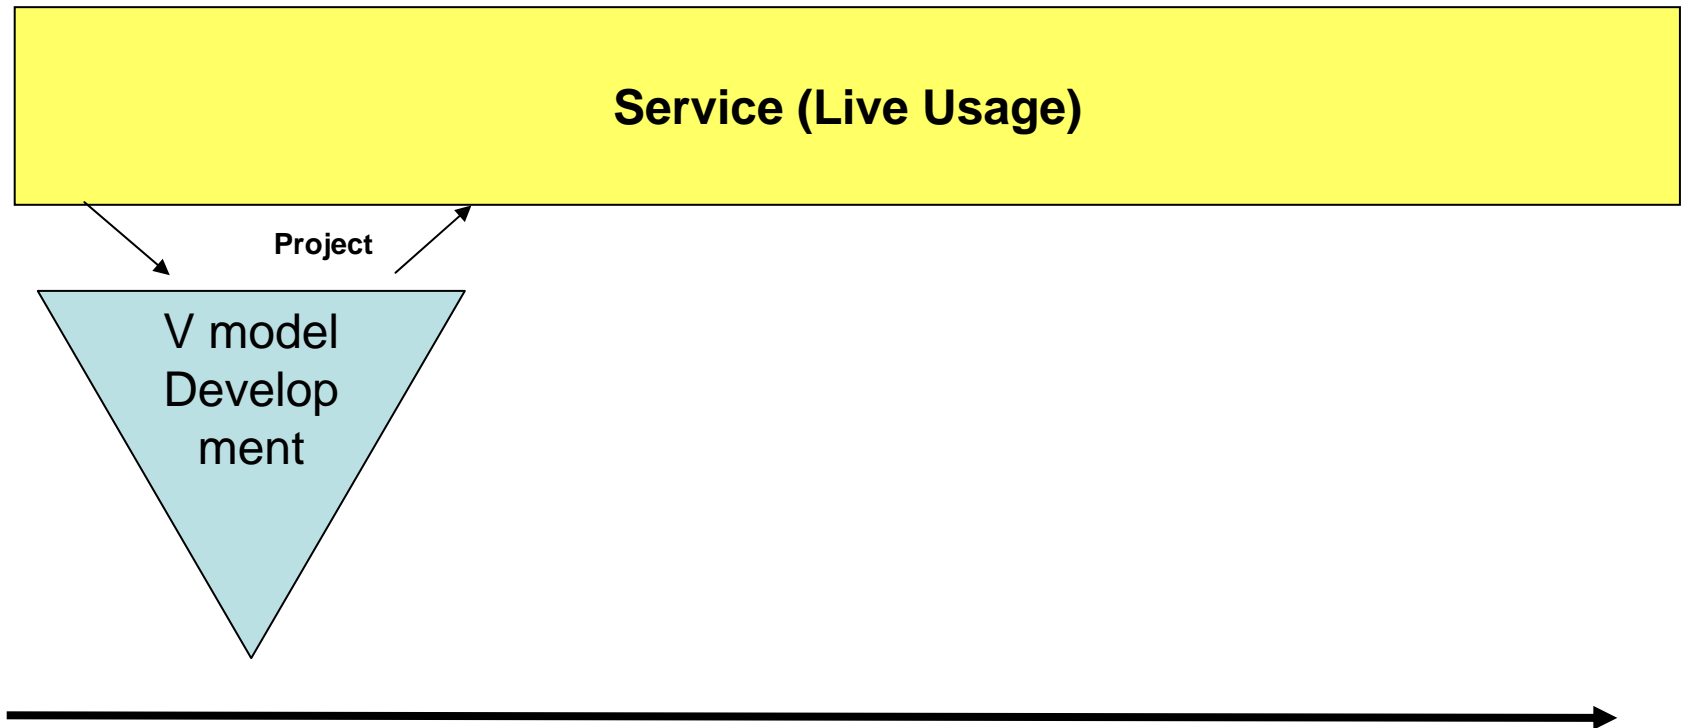 Service (Live Usage)
Project
V model
Develop
ment